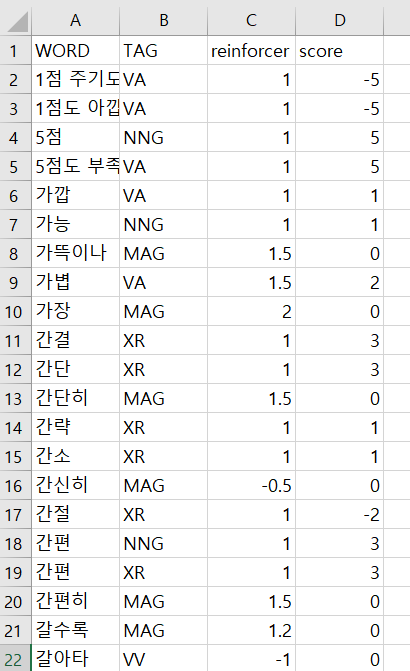 A B C D
1 WORD TAG reinforcer score
2 1점 주기도 VA 1 -5
3 1점도 아깝 VA 1 -5
4 5점 NNG 1 5
5 5점도 부족 VA 1 5
6 가깝 VA 1 1
7 가능 NNG 1 1
8 가뜩이나 MAG 1.5 0
9 가볍 VA 1.5 2
10 가장 MAG 2 0
11 간결 XR 1 3
12 간단 XR 1 3
13 간단히 MAG 1.5 0
14 간략 XR 1 1
15 간소 XR 1 1
16 간신히 MAG -0.5 0
17 간절 XR 1 -2
18 간편 NNG 1 3
19 간편 XR 1 3
20 간편히 MAG 1.5 0
21 갈수록 MAG 1.2 0
22 갈아타 VV -1 0